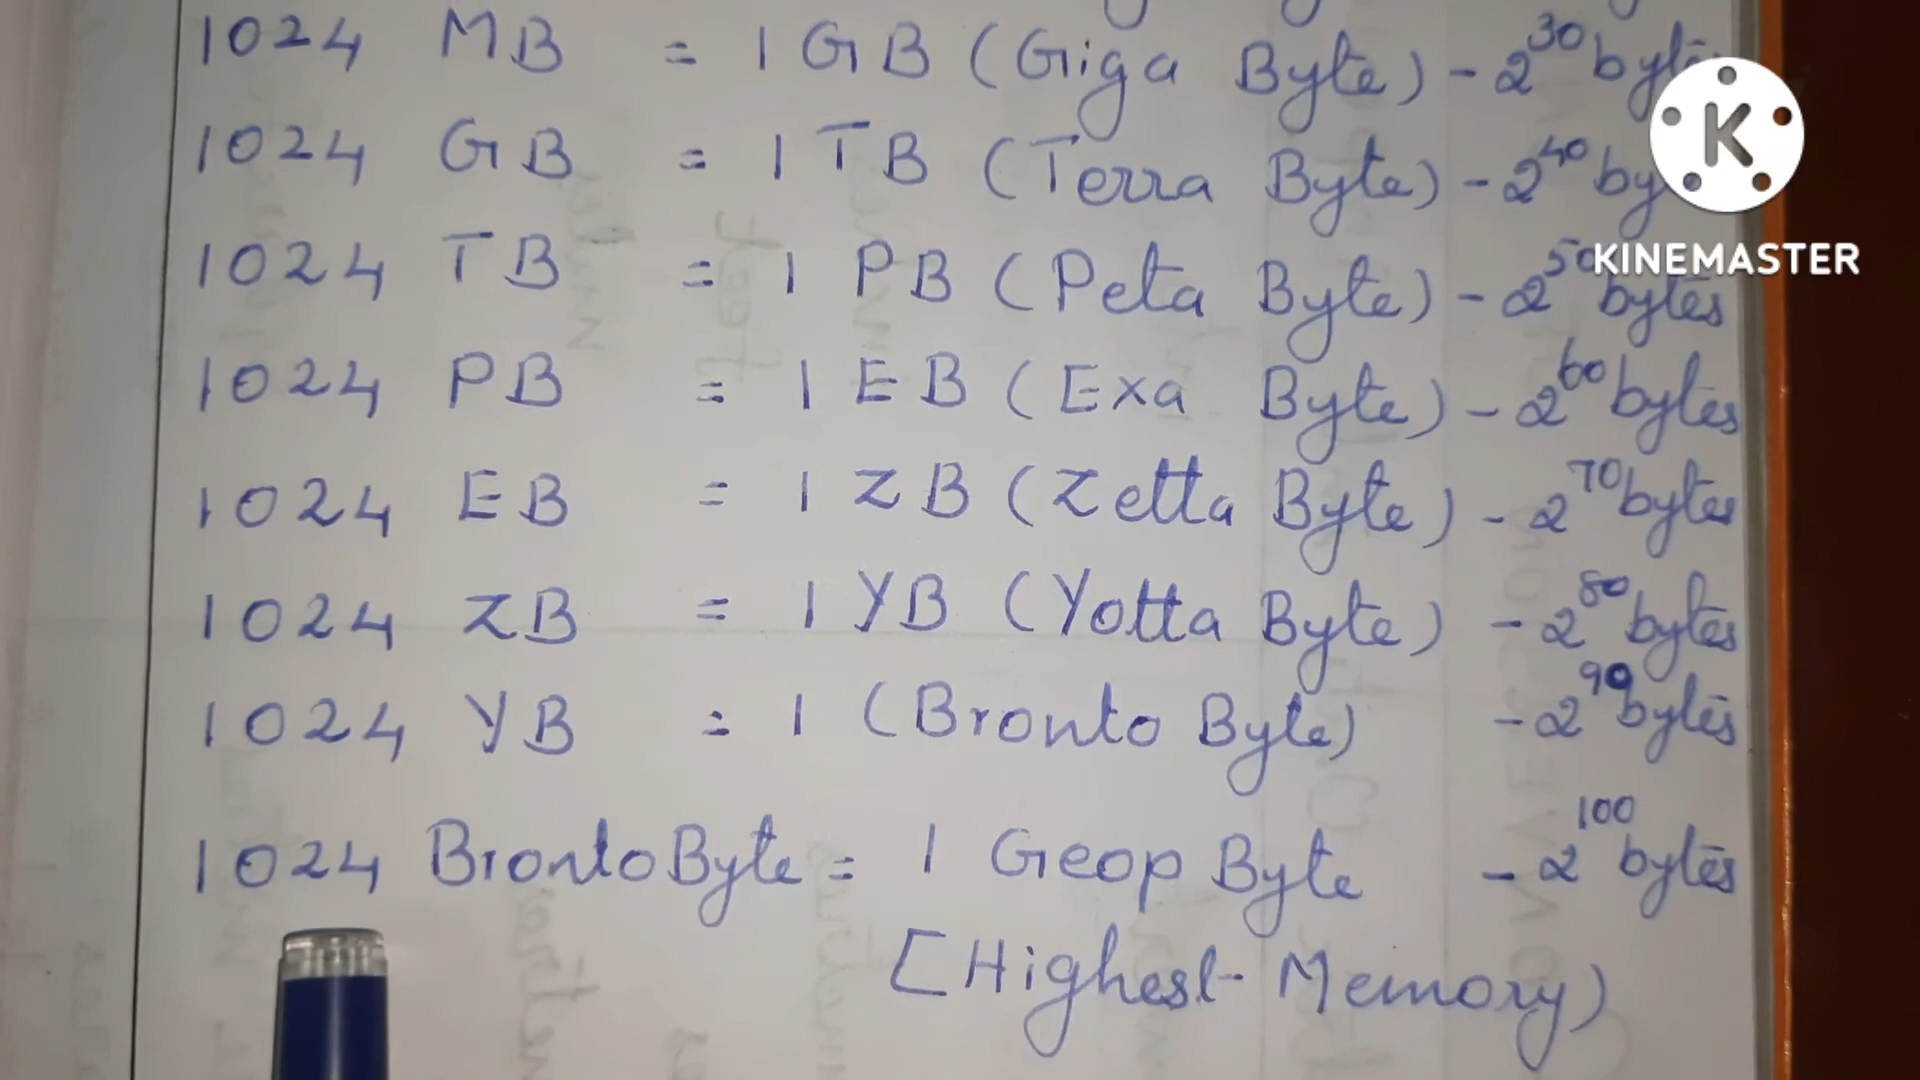 1024 MB = 1 GB (Giga Byte) - 2^30 bytes
1024 GB = 1 TB (Terra Byte) - 2^40 by
1024 TB = 1 PB (Peta Byte) - 2^50 bytes
1024 PB = 1 EB (Exa Byte) - 2^60 bytes
1024 EB = 1 ZB (Zetta Byte) - 2^70 bytes
1024 ZB = 1 YB (Yotta Byte) - 2^80 bytes
1024 YB = 1 (Bronto Byte) - 2^90 bytes
1024 BrontoByte = 1 Geop Byte - 2^100 bytes
[Highest Memory)
K
KINEMASTER